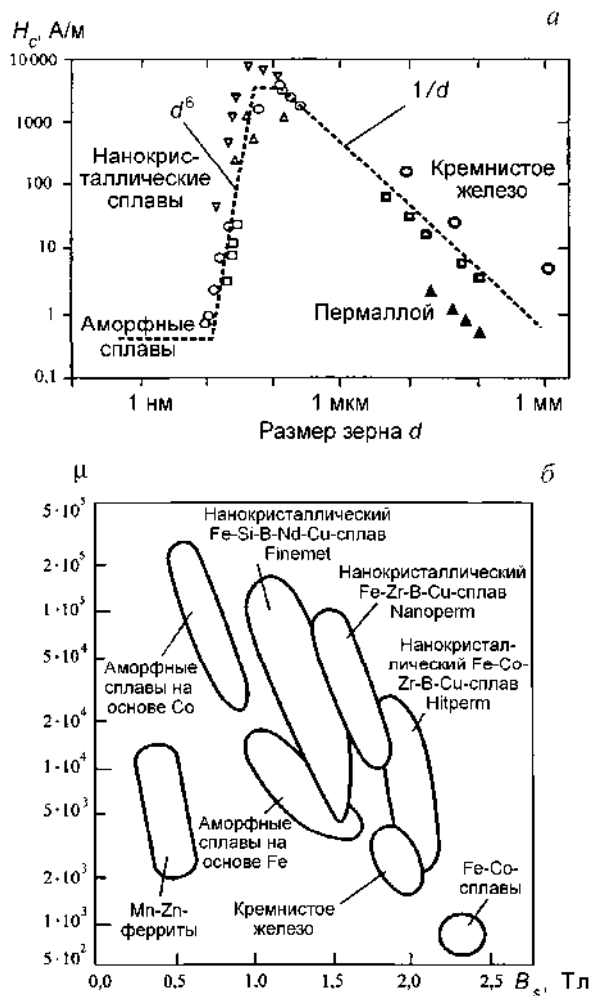 H_c, А/м
а
10 000
1000
100
10
1
0,1
d^6
1/d
Нанокрис-
таллические
сплавы
Кремнистое
железо
Аморфные
сплавы
Пермаллой
1 нм
1 мкм
1 мм
Размер зерна d
μ
б
5·10^5
2·10^5
1·10^5
5·10^4
2·10^4
1·10^4
5·10^3
2·10^3
1·10^3
5·10^2
Нанокристаллический
Fe-Si-B-Nd-Cu-сплав
Finemet
Нанокристаллический
Fe-Zr-B-Cu-сплав
Nanoperm
Нанокристал-
лический Fe-Co-
Zr-B-Cu-сплав
Hitperm
Аморфные
сплавы на
основе Co
Аморфные
сплавы на
основе Fe
Mn-Zn-
ферриты
Кремнистое
железо
Fe-Co-
сплавы
0,0
0,5
1.0
1,5
2,0
2,5
B_s, Тл